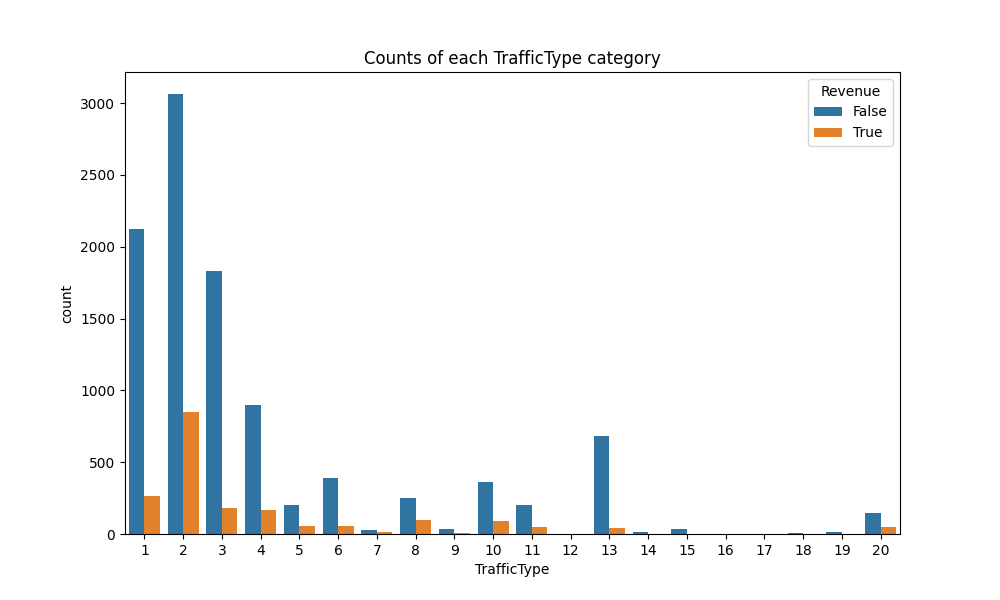 Counts of each TrafficType category
Revenue
False
True
3000
2500
2000
1500
1000
500
0
count
1 2 3 4 5 6 7 8 9 10 11 12 13 14 15 16 17 18 19 20
TrafficType